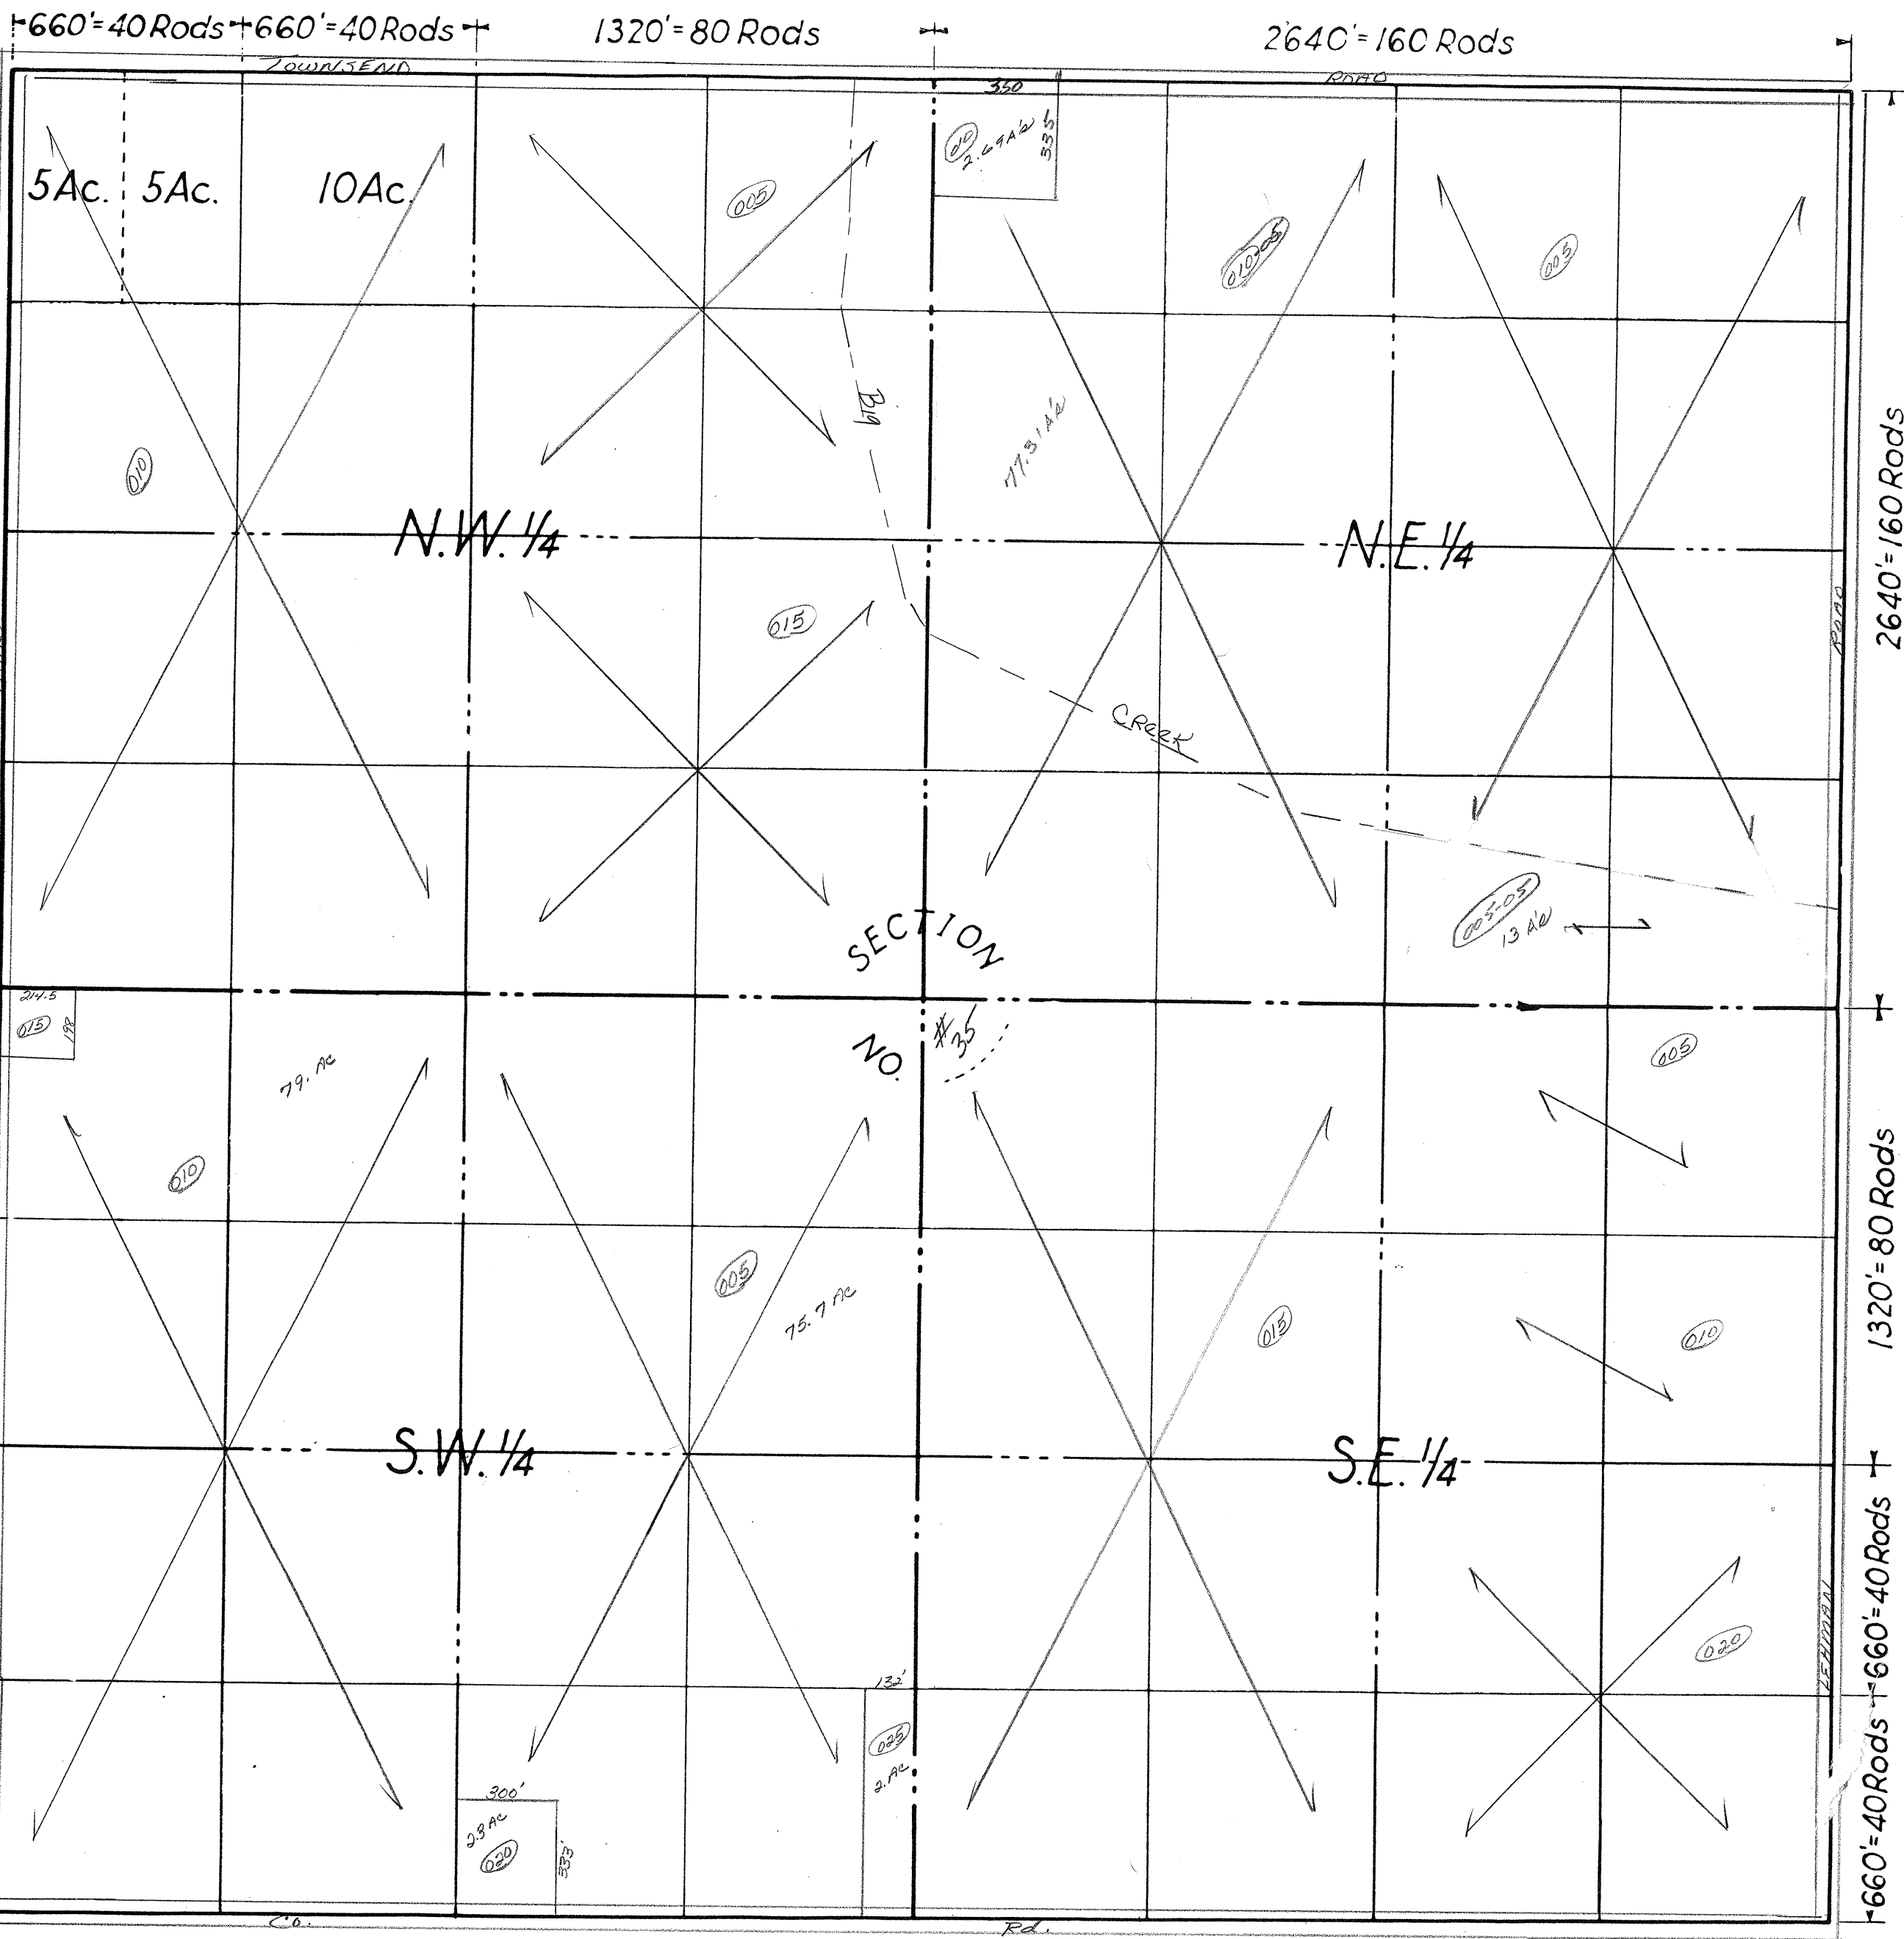 660'=40 Rods 660'=40 Rods 1320'=80 Rods 2640'=160 Rods
TOWNSEND ROAD
350
010
2.69 A's
335
5Ac. 5Ac. 10Ac.
005
010-05
005
Big
77.31 A's
010
N.W. 1/4
N.E. 1/4
2640'=160 Rods
ROAD
015
CREEK
005-05
13 A's
SECTION
NO. #35
214.5
015
198
79. Ac
005
010
1320'=80 Rods
005
75.7 Ac
015
010
S.W. 1/4
S.E. 1/4
660'=40 Rods
020
LEHMAN
132'
025
2. Ac
300'
2.3 Ac
020
333'
660'=40 Rods
Co. Rd.